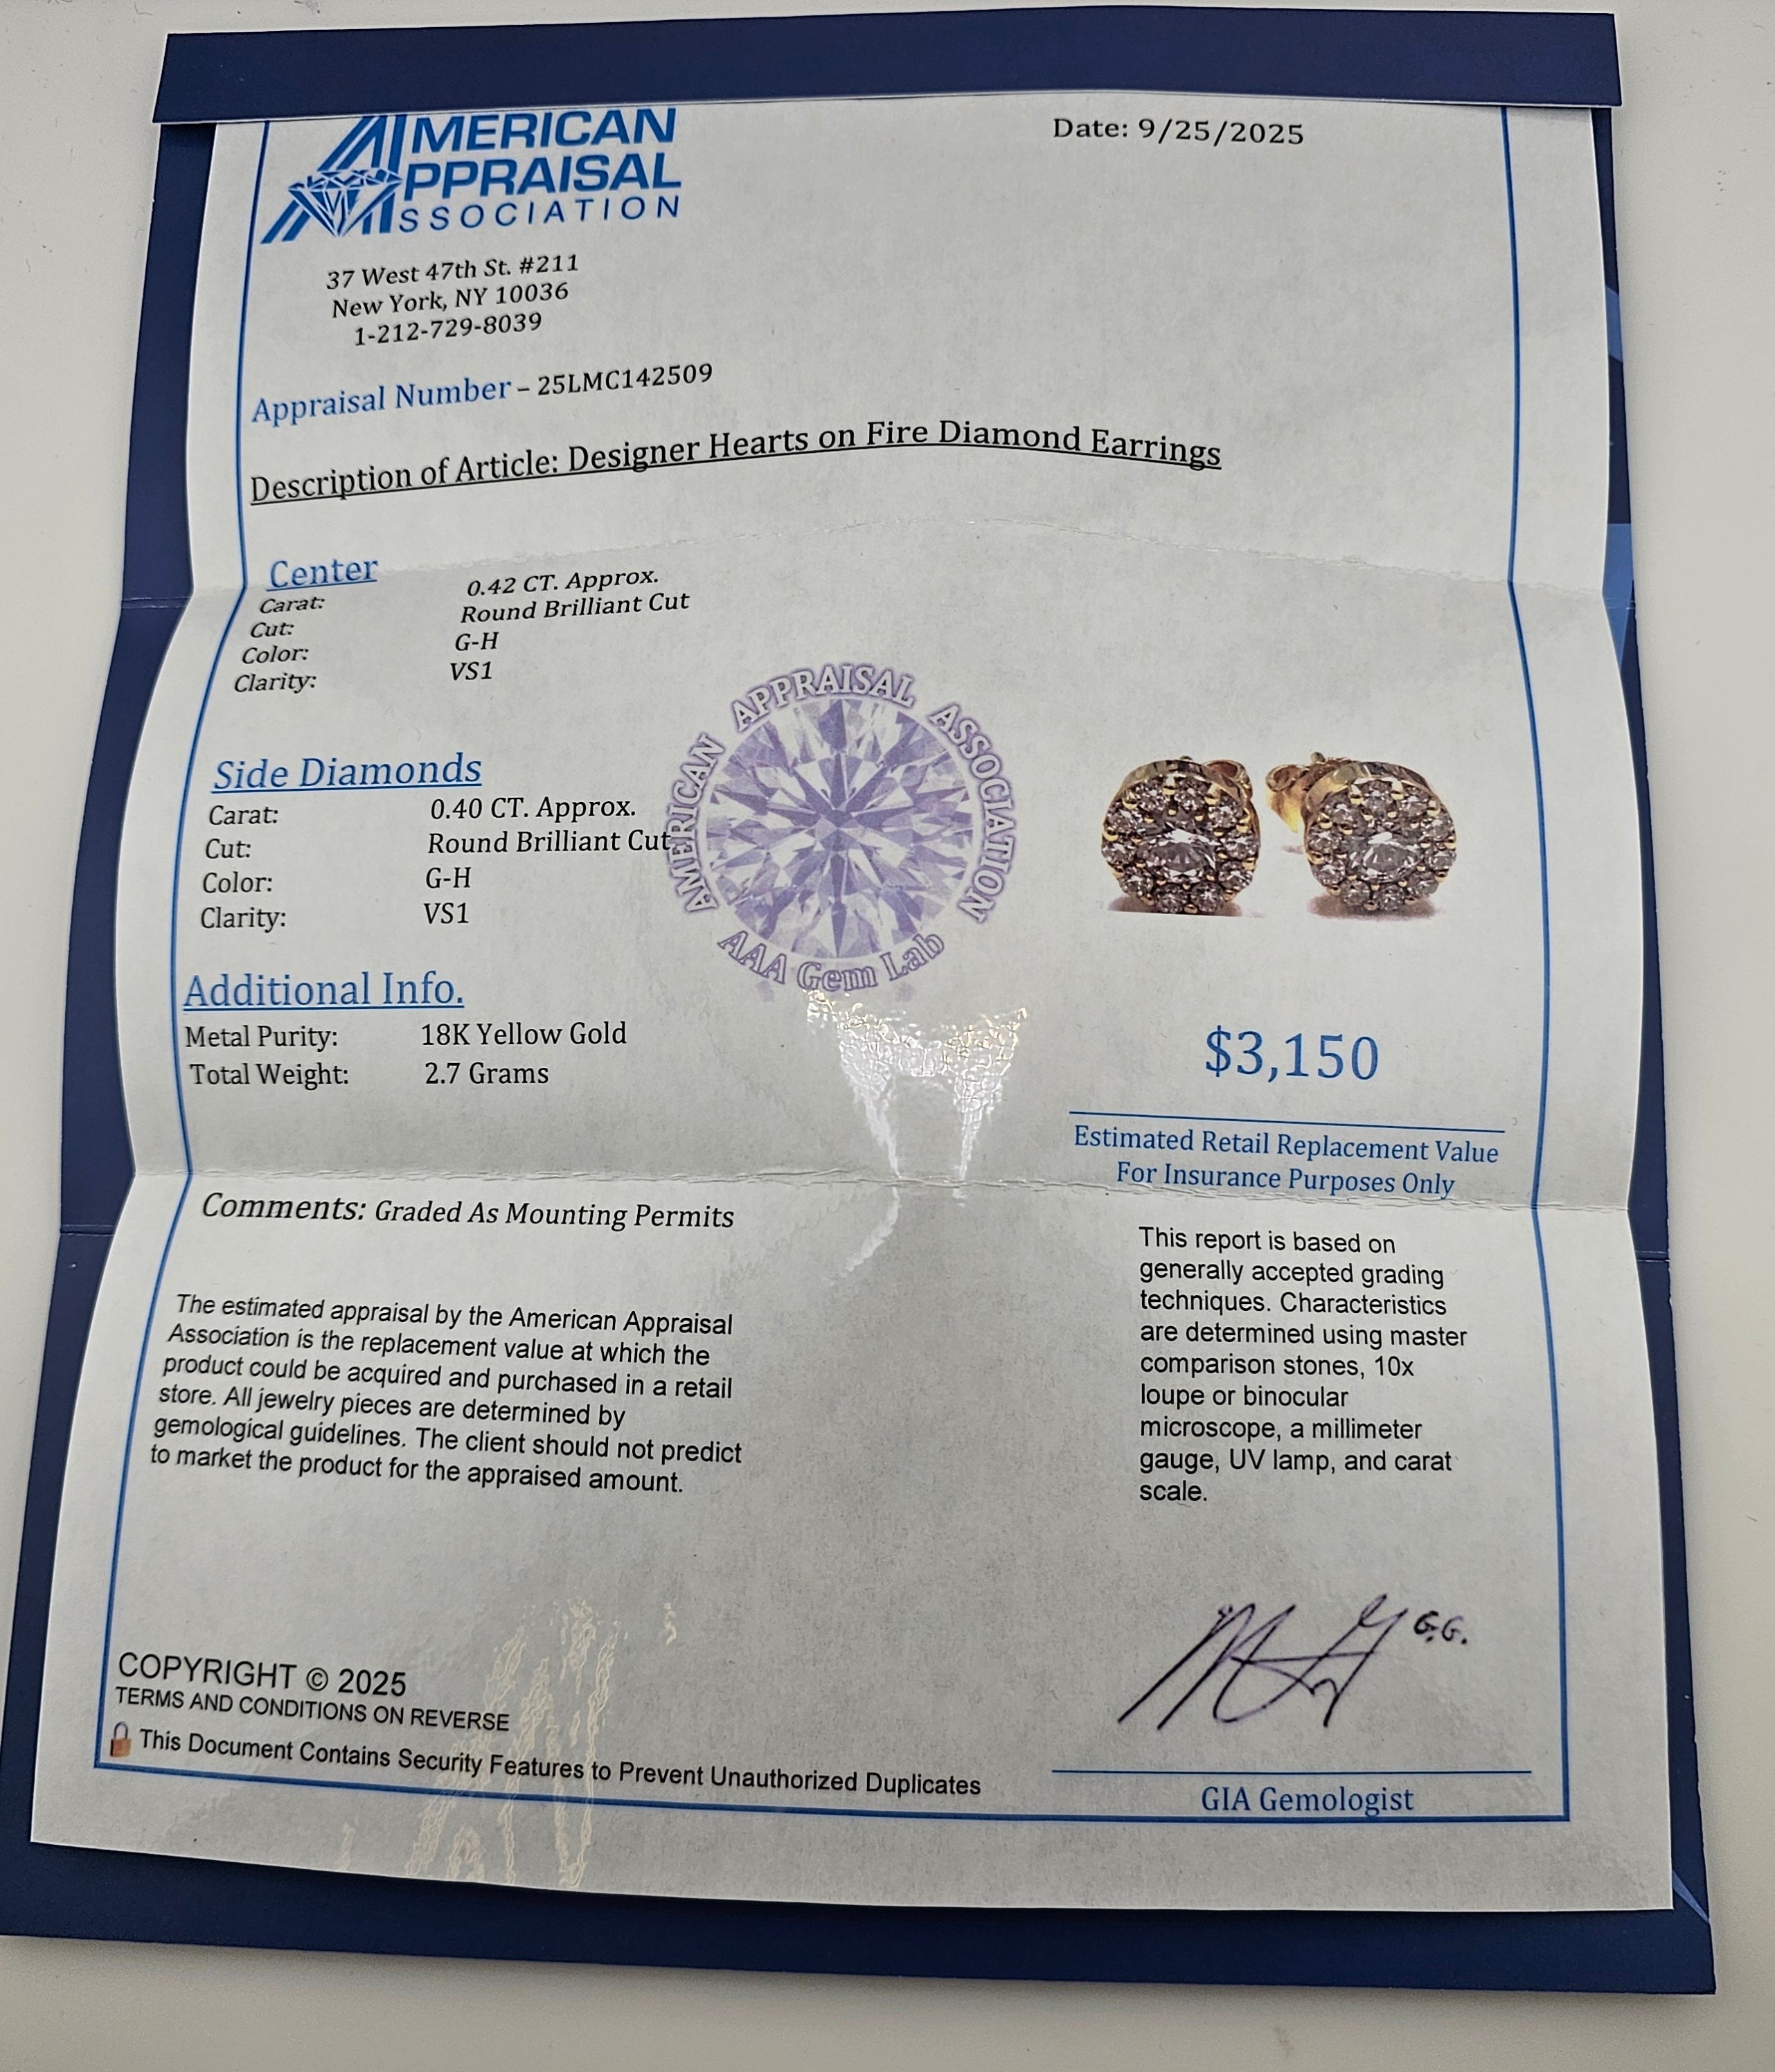 AMERICAN
APPRAISAL
ASSOCIATION
Date: 9/25/2025
37 West 47th St. #211
New York, NY 10036
1-212-729-8039
Appraisal Number – 25LMC142509
Description of Article: Designer Hearts on Fire Diamond Earrings
Center
Carat: 0.42 CT. Approx.
Cut: Round Brilliant Cut
Color: G-H
Clarity: VS1
Side Diamonds
Carat: 0.40 CT. Approx.
Cut: Round Brilliant Cut
Color: G-H
Clarity: VS1
AMERICAN APPRAISAL ASSOCIATION
AAA Gem Lab
Additional Info.
Metal Purity: 18K Yellow Gold
Total Weight: 2.7 Grams
$3,150
Estimated Retail Replacement Value
For Insurance Purposes Only
Comments: Graded As Mounting Permits
The estimated appraisal by the American Appraisal
Association is the replacement value at which the
product could be acquired and purchased in a retail
store. All jewelry pieces are determined by
gemological guidelines. The client should not predict
to market the product for the appraised amount.
This report is based on
generally accepted grading
techniques. Characteristics
are determined using master
comparison stones, 10x
loupe or binocular
microscope, a millimeter
gauge, UV lamp, and carat
scale.
G.G.
GIA Gemologist
COPYRIGHT © 2025
TERMS AND CONDITIONS ON REVERSE
This Document Contains Security Features to Prevent Unauthorized Duplicates